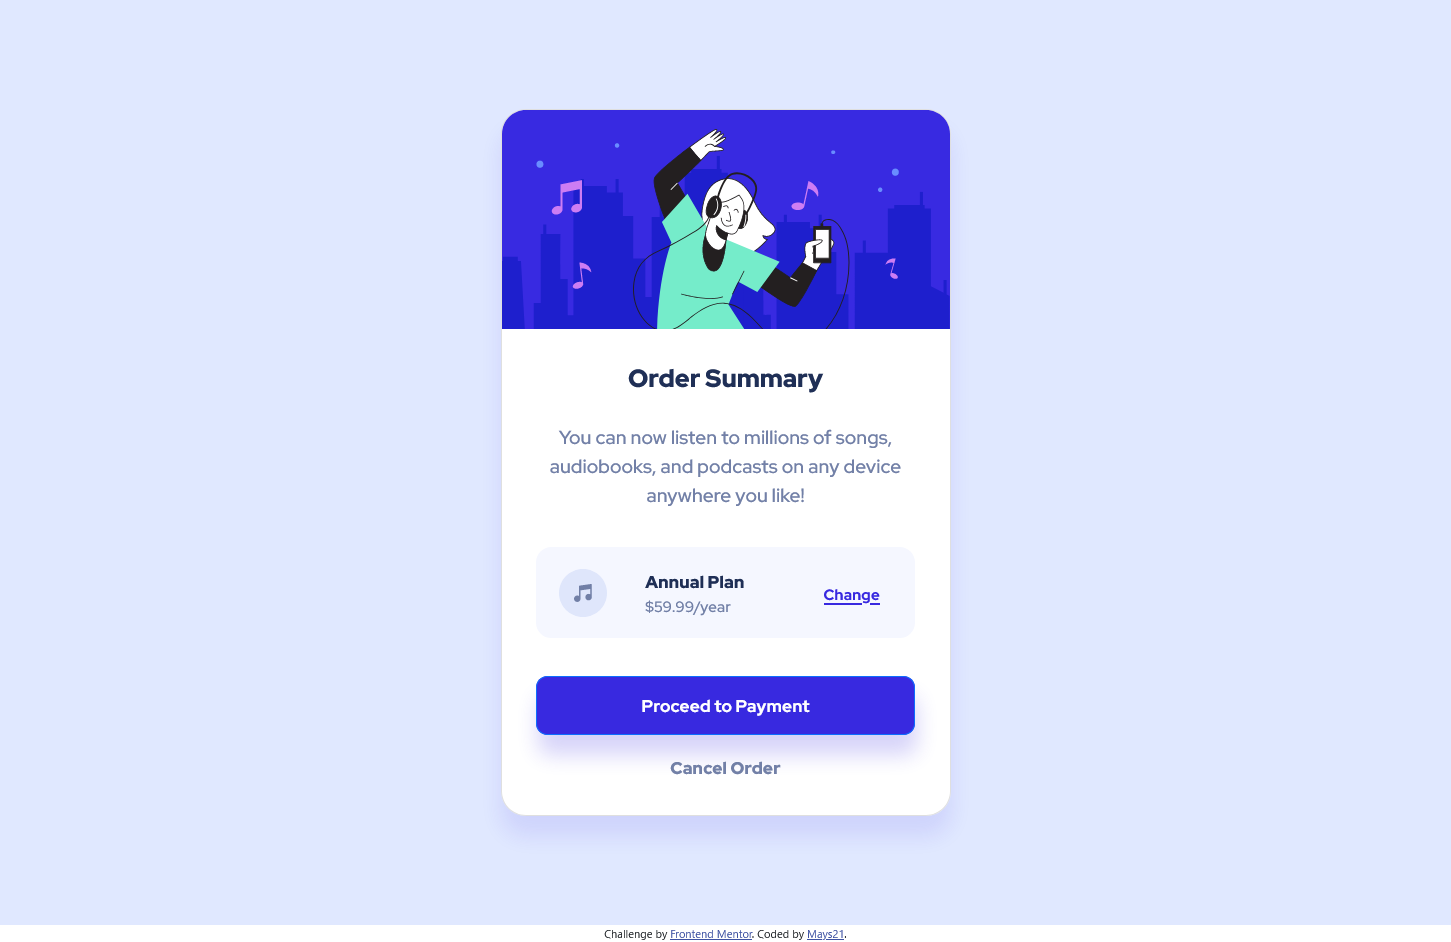 Order Summary
You can now listen to millions of songs,
audiobooks, and podcasts on any device
anywhere you like!
Annual Plan
$59.99/year
Change
Proceed to Payment
Cancel Order
Challenge by Frontend Mentor. Coded by Mays21.